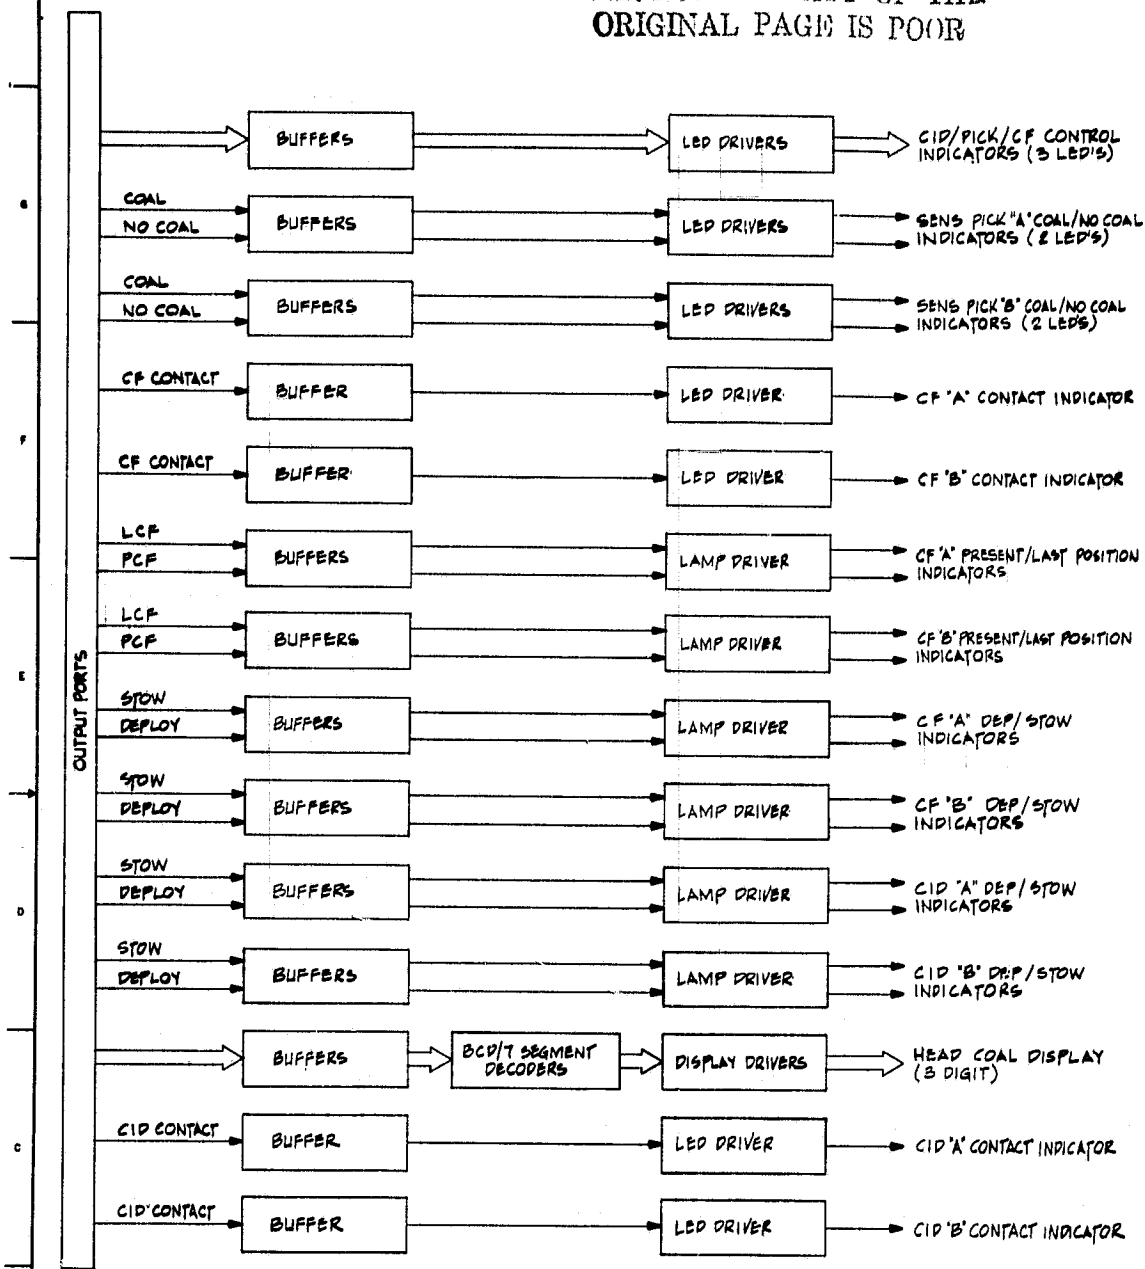 OF THE
ORIGINAL PAGE IS POOR
OUTPUT PORTS
BUFFERS
LED DRIVERS
CID/PICK/CF CONTROL
INDICATORS (3 LED'S)
COAL
NO COAL
BUFFERS
LED DRIVERS
SENS PICK "A" COAL/NO COAL
INDICATORS (2 LED'S)
COAL
NO COAL
BUFFERS
LED DRIVERS
SENS PICK "B" COAL/NO COAL
INDICATORS (2 LED'S)
CF CONTACT
BUFFER
LED DRIVER
CF "A" CONTACT INDICATOR
F
CF CONTACT
BUFFER
LED DRIVER
CF "B" CONTACT INDICATOR
LCF
PCF
BUFFERS
LAMP DRIVER
CF "A" PRESENT/LAST POSITION
INDICATORS
LCF
PCF
BUFFERS
LAMP DRIVER
CF "B" PRESENT/LAST POSITION
INDICATORS
E
STOW
DEPLOY
BUFFERS
LAMP DRIVER
CF "A" DEP/STOW
INDICATORS
STOW
DEPLOY
BUFFERS
LAMP DRIVER
CF "B" DEP/STOW
INDICATORS
STOW
DEPLOY
BUFFERS
LAMP DRIVER
CID "A" DEP/STOW
INDICATORS
D
STOW
DEPLOY
BUFFERS
LAMP DRIVER
CID "B" DEP/STOW
INDICATORS
BUFFERS
BCD/7 SEGMENT
DECODERS
DISPLAY DRIVERS
HEAD COAL DISPLAY
(3 DIGIT)
C
CID CONTACT
BUFFER
LED DRIVER
CID "A" CONTACT INDICATOR
CID CONTACT
BUFFER
LED DRIVER
CID "B" CONTACT INDICATOR